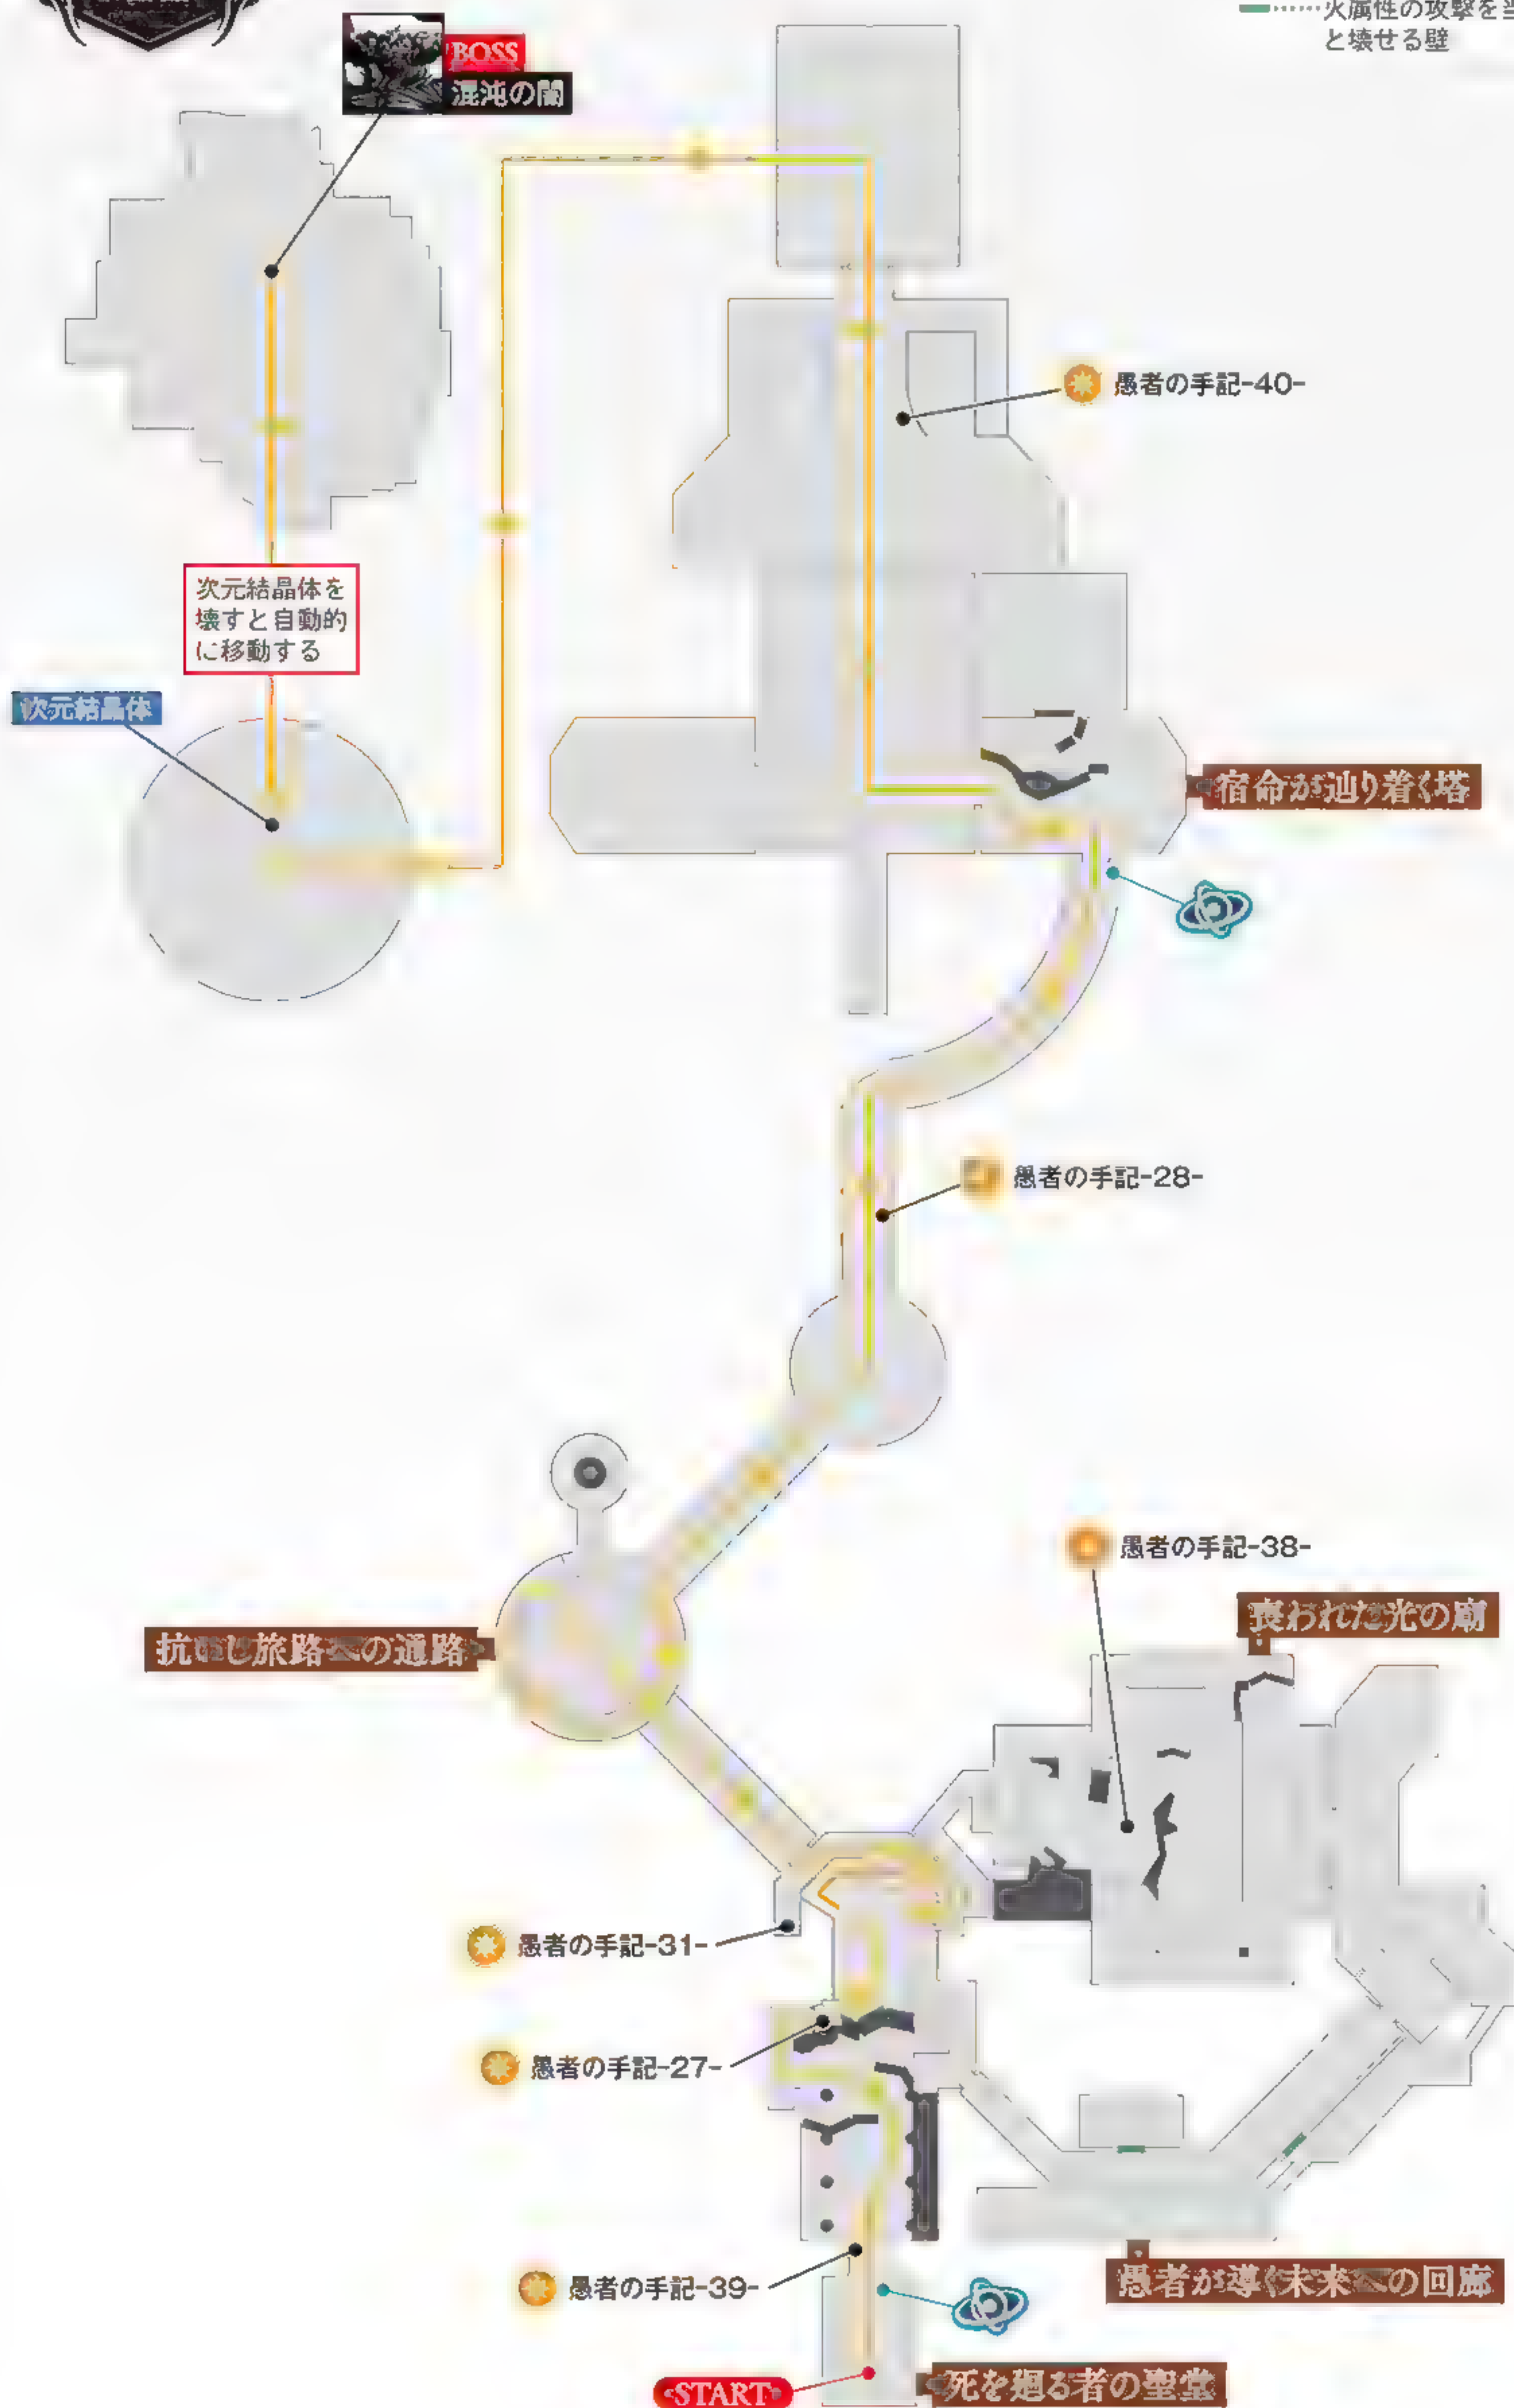 火属性の攻撃を当
と壊せる壁
BOSS
混沌の闇
愚者の手記-40-
次元結晶体を
壊すと自動的
に移動する
次元結晶体
宿命が辿り着く塔
愚者の手記-28-
愚者の手記-38-
喪われた光の廟
抗いし旅路への通路
愚者の手記-31-
愚者の手記-27-
愚者の手記-39-
愚者が導く未来への回廊
START
死を廻る者の聖堂